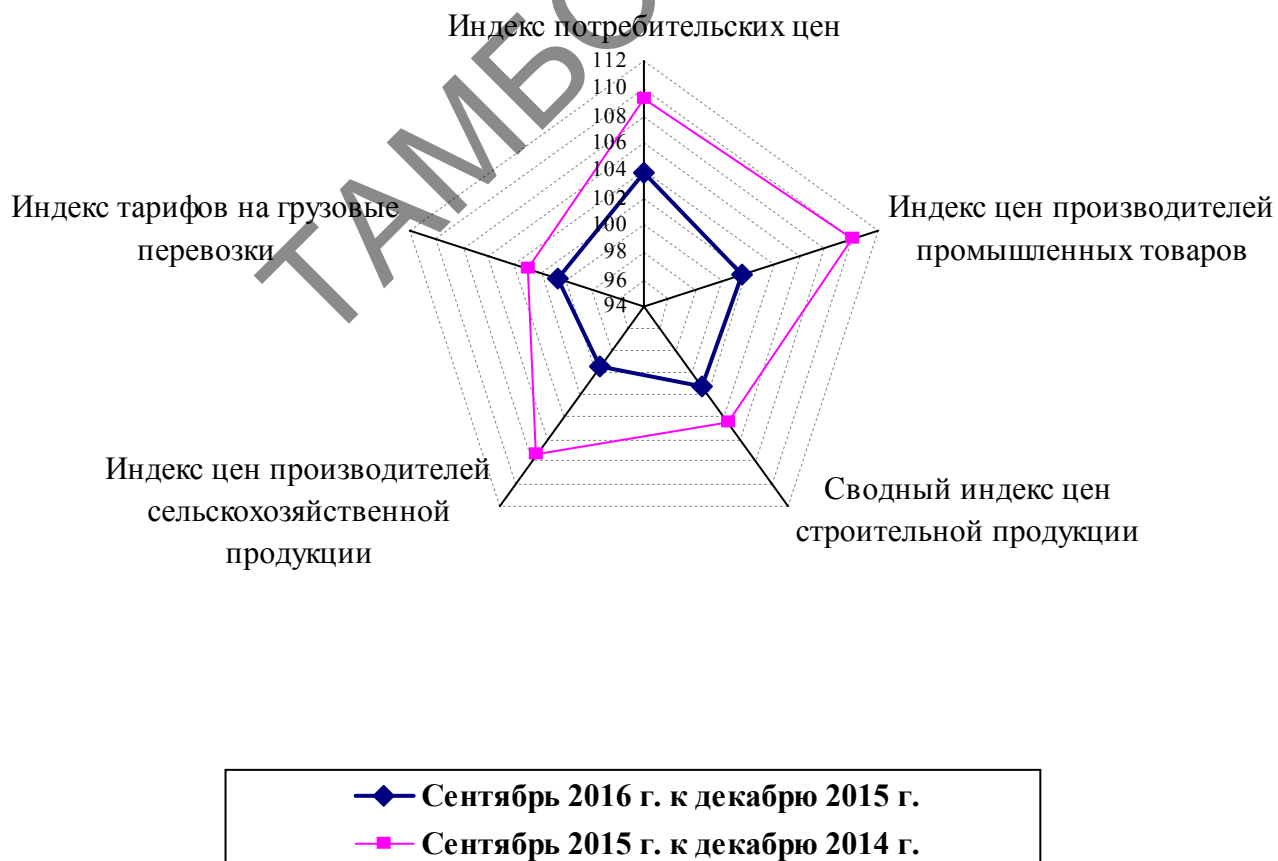 Индекс потребительских цен
112
110
108
106
104
102
100
98
96
94
Индекс тарифов на грузовые
перевозки
Индекс цен производителей
промышленных товаров
Индекс цен производителей
сельскохозяйственной
продукции
Сводный индекс цен
строительной продукции
Сентябрь 2016 г. к декабрю 2015 г.
Сентябрь 2015 г. к декабрю 2014 г.